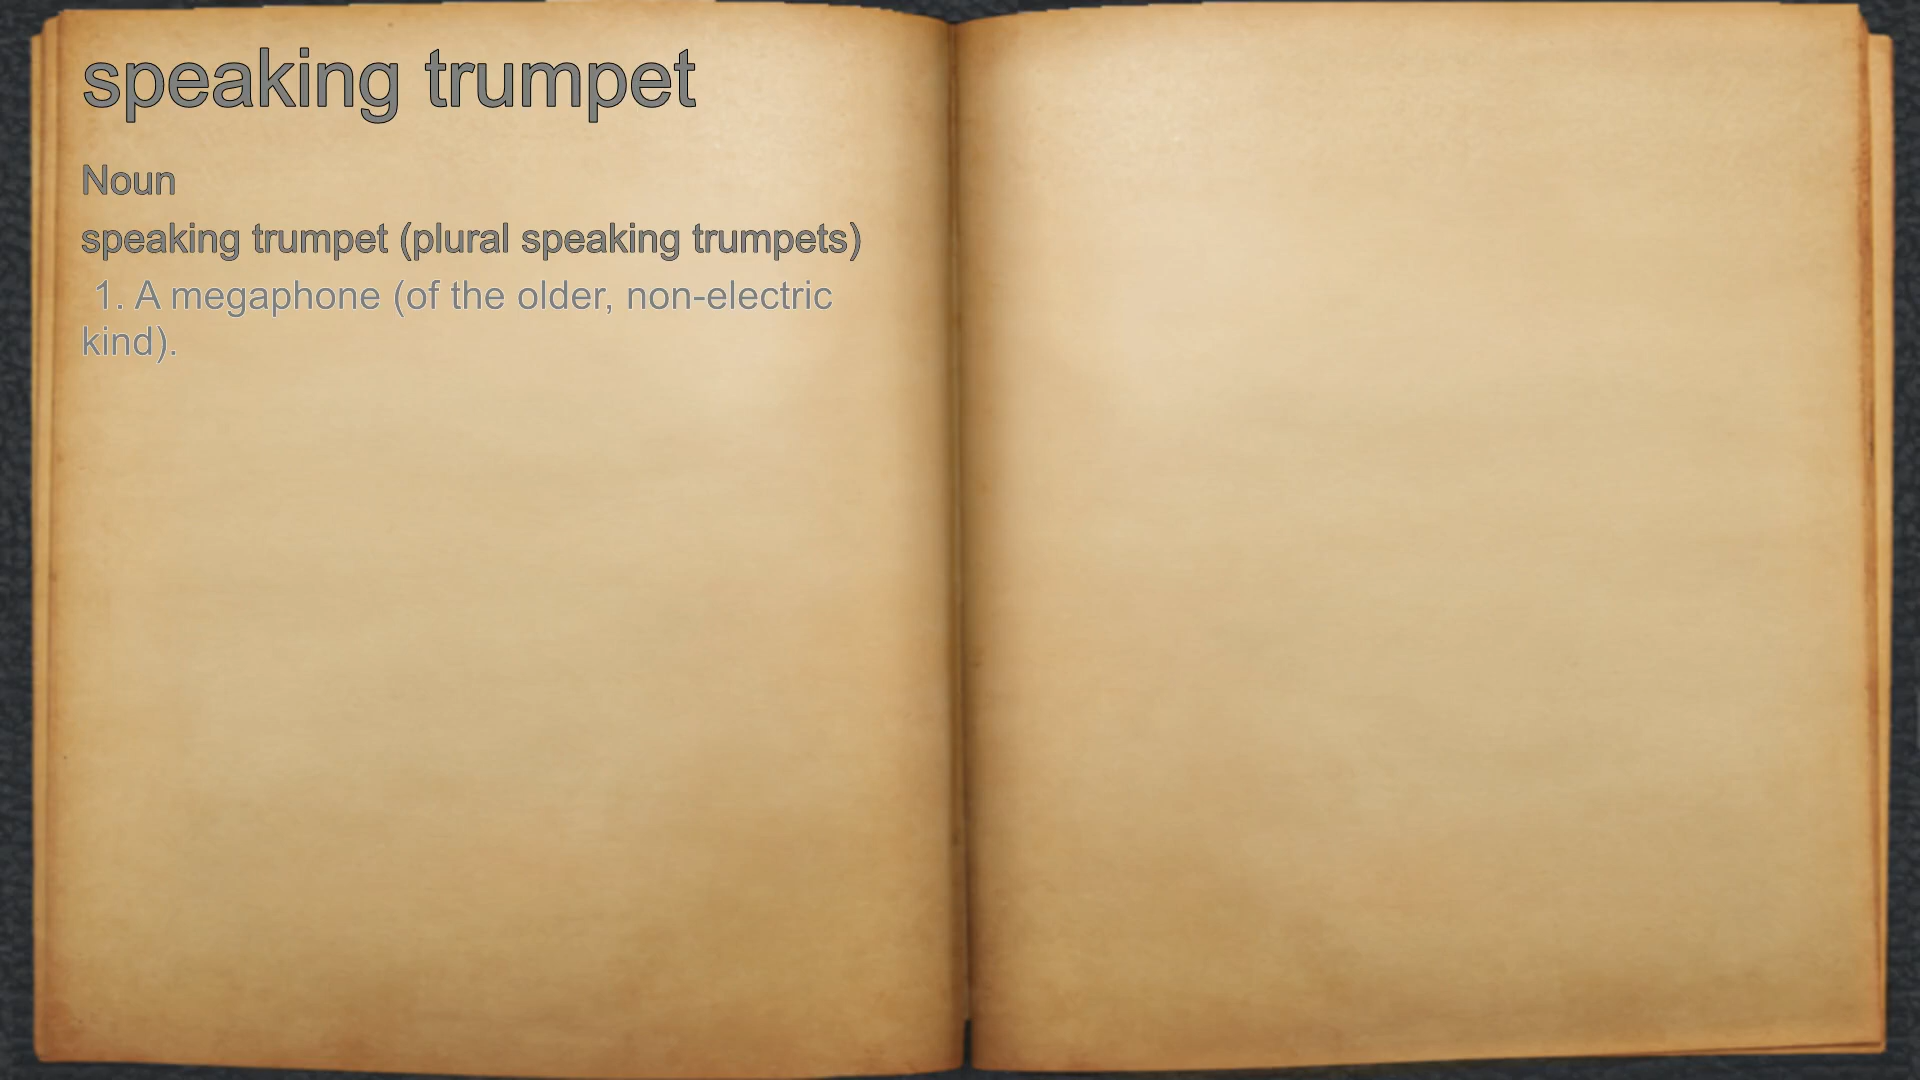 speaking trumpet
Noun
speaking trumpet (plural speaking trumpets)
1. A megaphone (of the older, non-electric
kind).